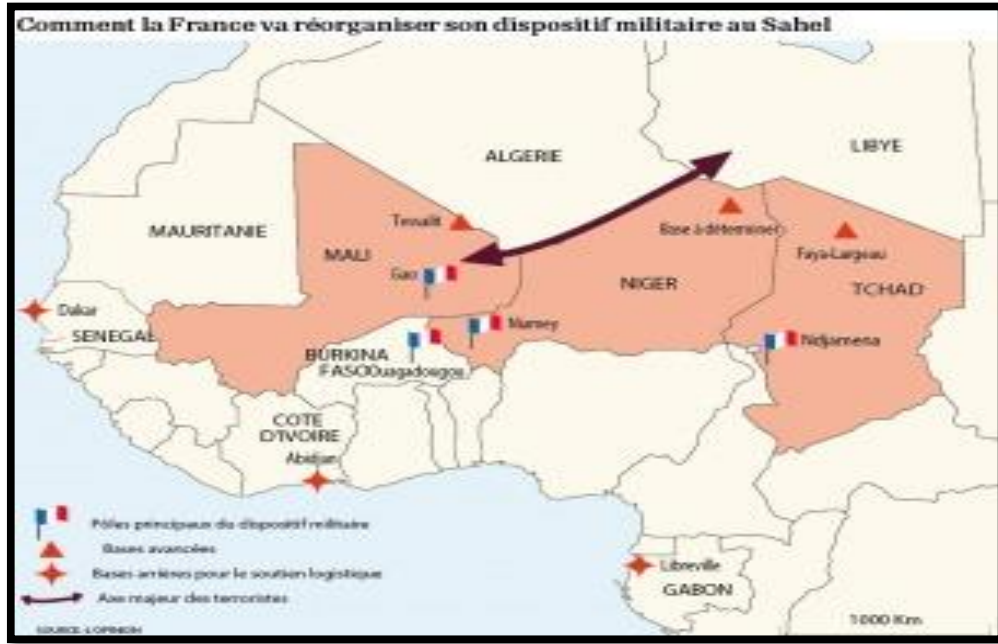 Comment la France va réorganiser son dispositif militaire au Sahel
ALGERIE
LIBYE
MAURITANIE
Tessalit
MALI
Gao
Base à déterminer
Faya-Largeau
NIGER
TCHAD
Dakar
SENEGAL
Niamey
Ndjamena
BURKINA
FASO Ouagadougou
COTE
D'IVOIRE
Abidjan
Pôles principaux du dispositif militaire
Bases avancées
Bases arrières pour le soutien logistique
Axe majeur des terroristes
Libreville
GABON
1000 Km
SOURCE : L'OPINION